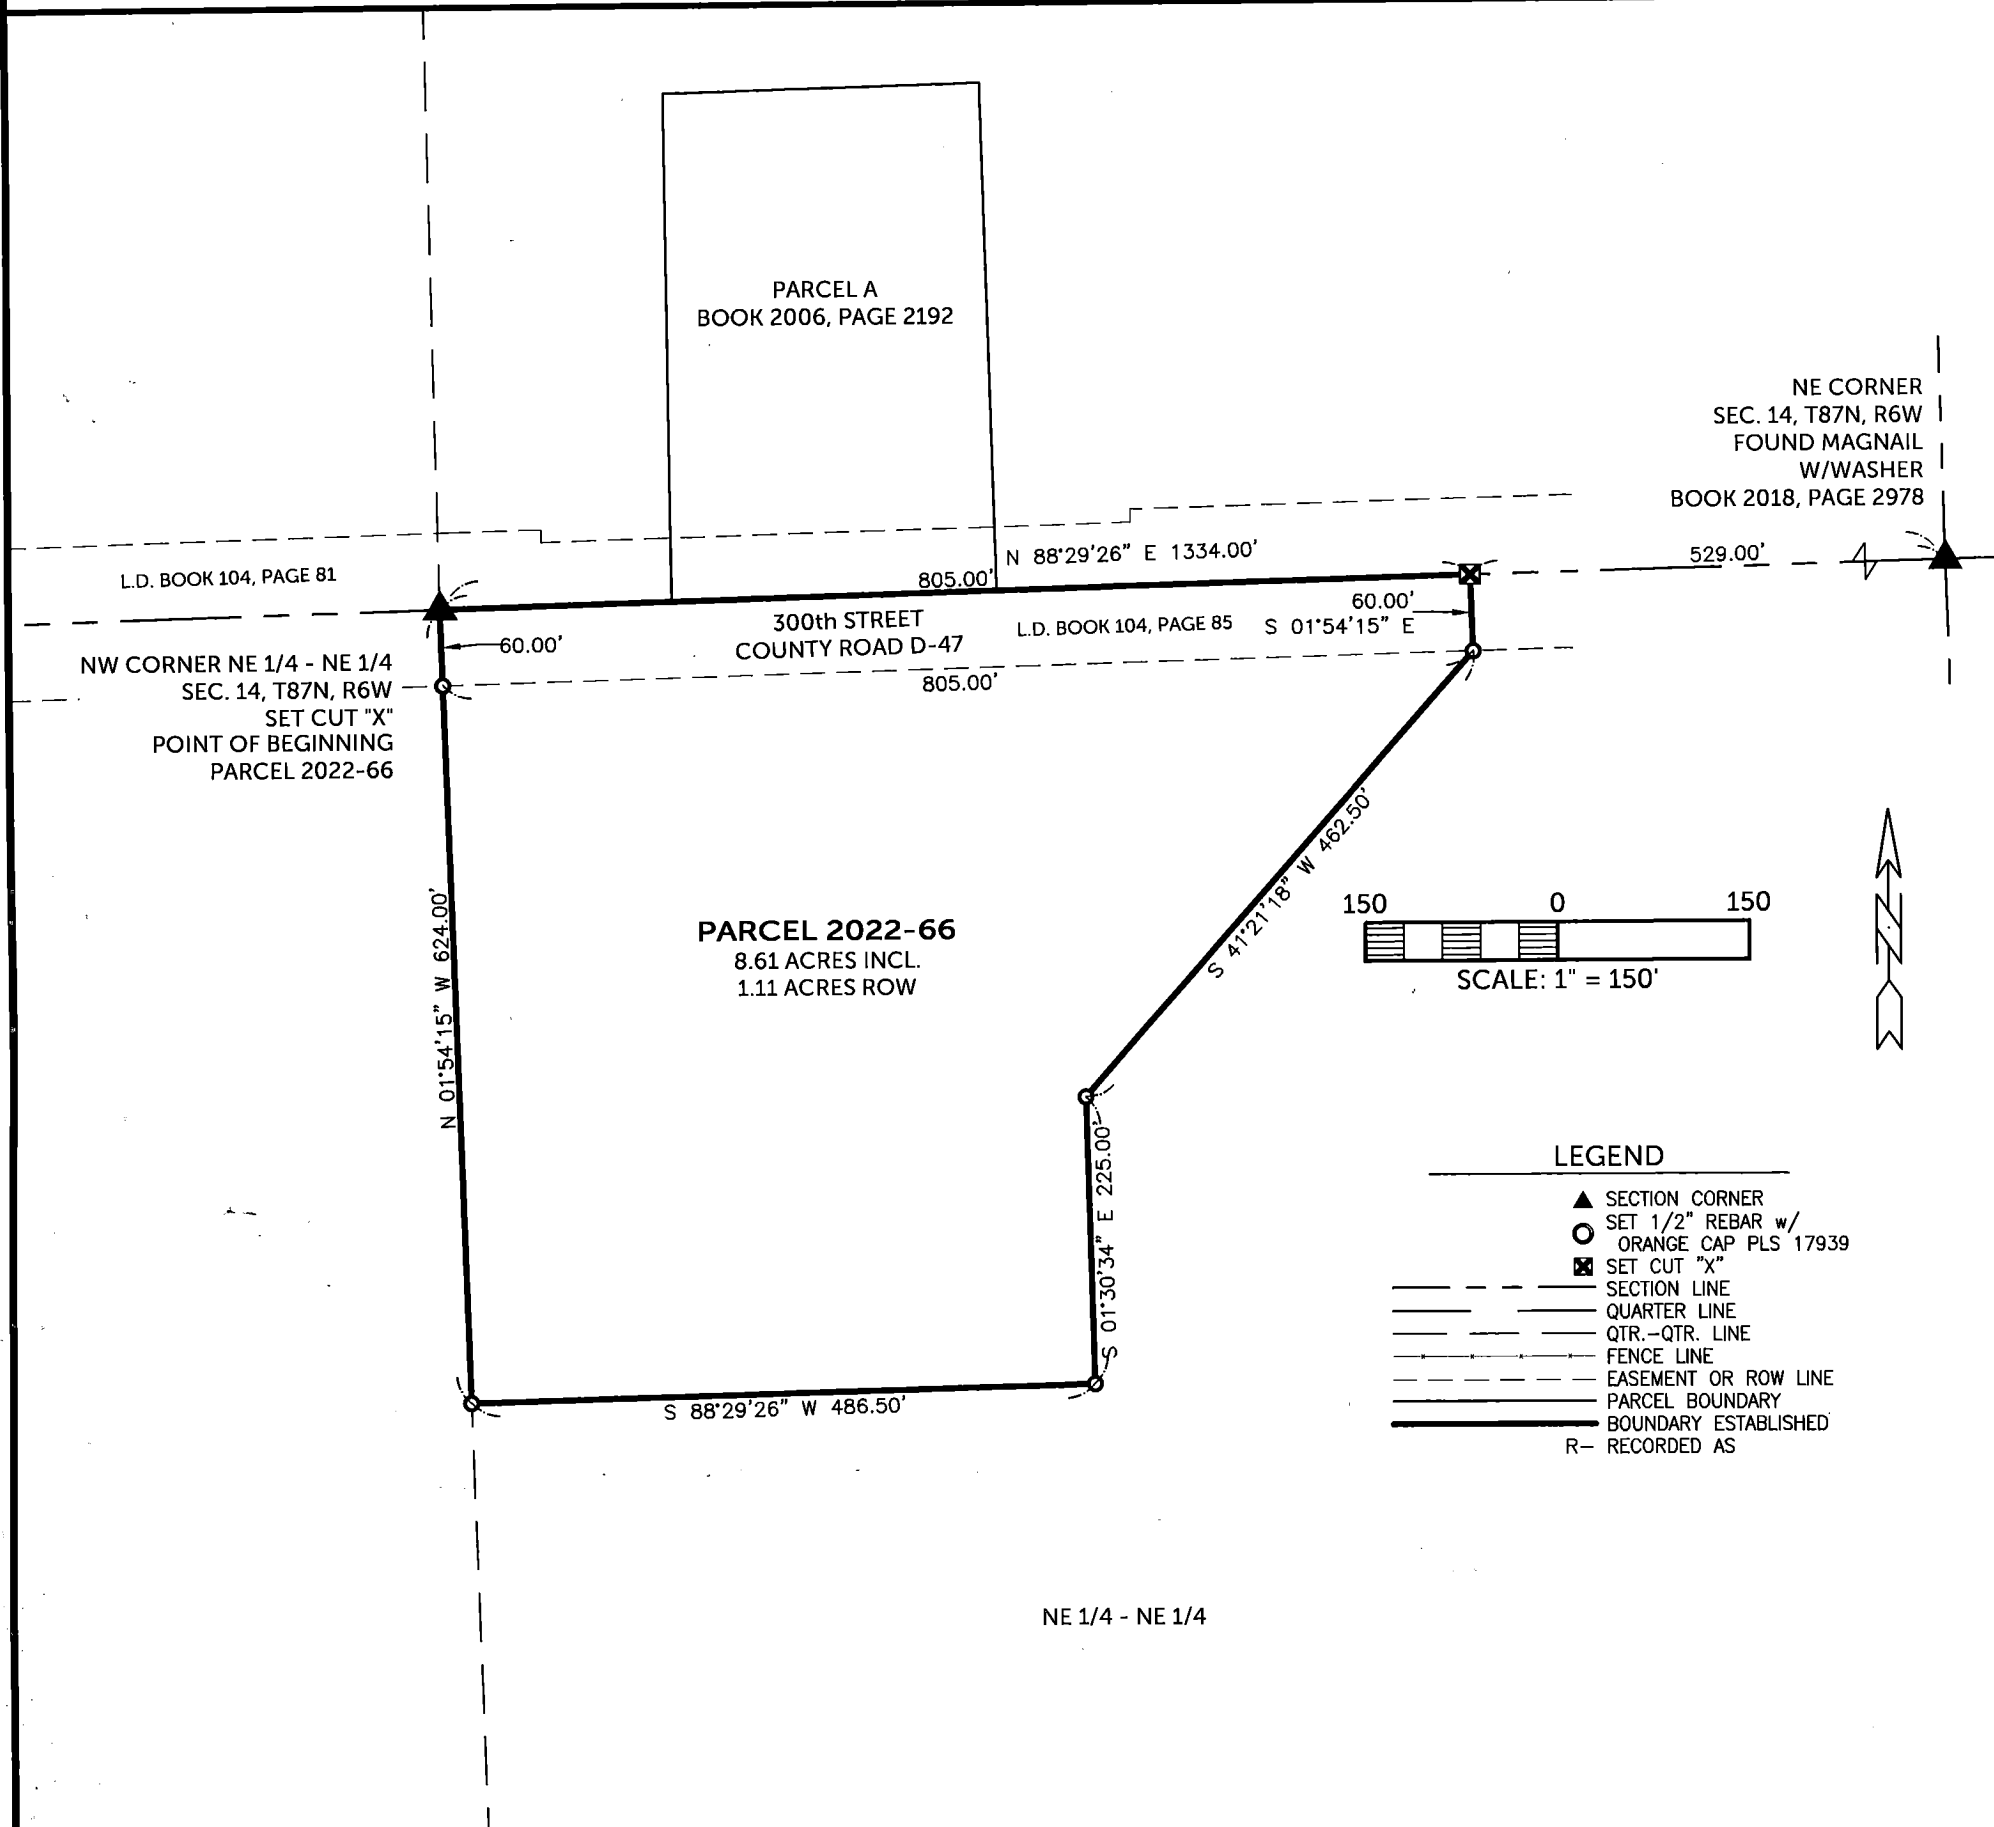 PARCEL A
BOOK 2006, PAGE 2192
NE CORNER
SEC. 14, T87N, R6W
FOUND MAGNAIL
W/WASHER
BOOK 2018, PAGE 2978
N 88°29'26" E 1334.00'
529.00'
L.D. BOOK 104, PAGE 81
805.00'
60.00'
300th STREET
COUNTY ROAD D-47
L.D. BOOK 104, PAGE 85
S 01°54'15" E
60.00'
805.00'
NW CORNER NE 1/4 - NE 1/4
SEC. 14, T87N, R6W
SET CUT "X"
POINT OF BEGINNING
PARCEL 2022-66
S 41°21'18" W 462.50'
N 01°54'15" W 624.00'
PARCEL 2022-66
8.61 ACRES INCL.
1.11 ACRES ROW
150 0 150
SCALE: 1" = 150'
N
S 01°30'34" E 225.00'
S 88°29'26" W 486.50'
LEGEND
SECTION CORNER
SET 1/2" REBAR w/
ORANGE CAP PLS 17939
SET CUT "X"
SECTION LINE
QUARTER LINE
QTR.-QTR. LINE
FENCE LINE
EASEMENT OR ROW LINE
PARCEL BOUNDARY
BOUNDARY ESTABLISHED
R- RECORDED AS
NE 1/4 - NE 1/4